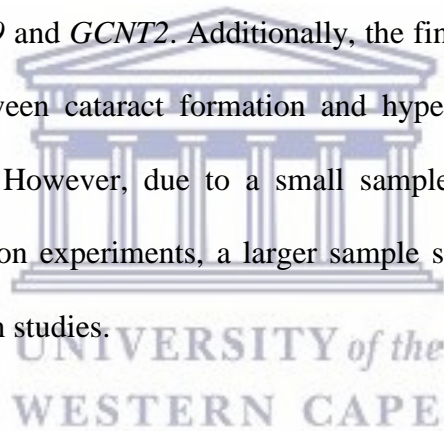 9 and GCNT2. Additionally, the fin
ween cataract formation and hype
However, due to a small sample
on experiments, a larger sample s
n studies.
UNIVERSITY of the
WESTERN CAPE